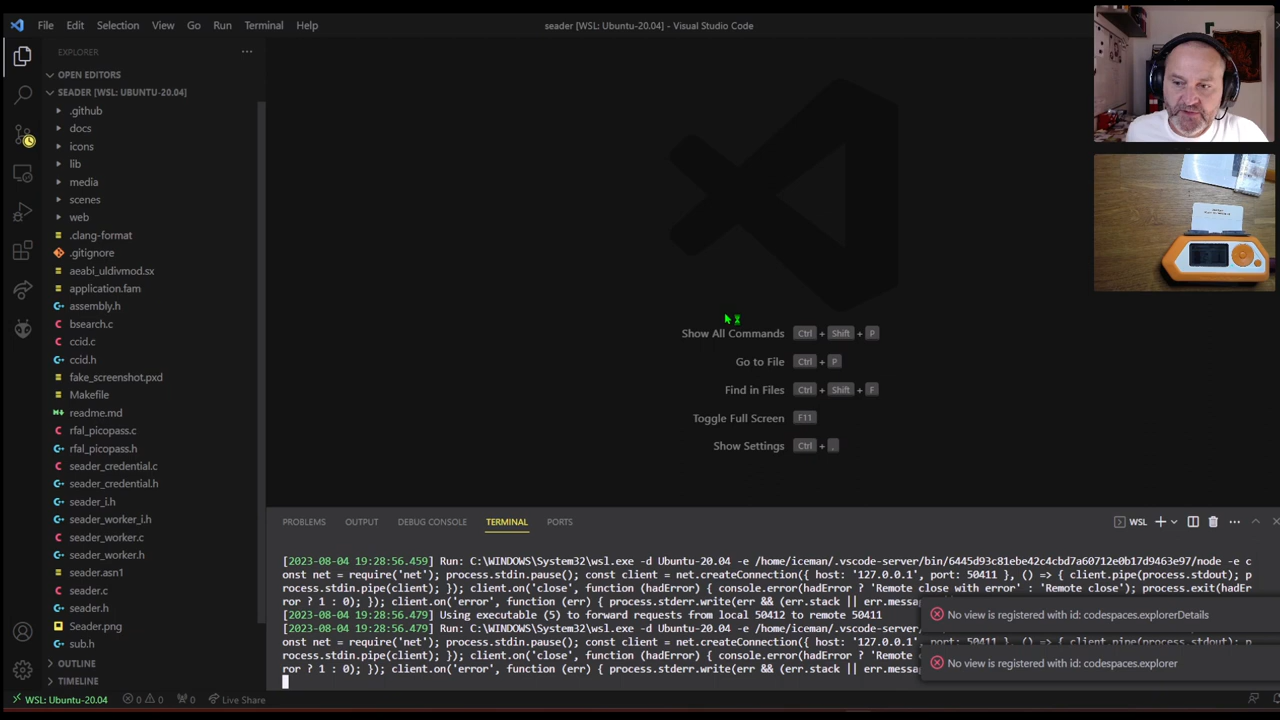 File Edit Selection View Go Run Terminal Help
seader [WSL: Ubuntu-20.04] - Visual Studio Code
EXPLORER
OPEN EDITORS
SEADER [WSL: UBUNTU-20.04]
.github
docs
icons
lib
media
scenes
web
.clang-format
.gitignore
aeabi_uldivmod.sx
application.fam
assembly.h
bsearch.c
ccid.c
ccid.h
fake_screenshot.pxd
Makefile
readme.md
rfal_picopass.c
rfal_picopass.h
seader_credential.c
seader_credential.h
seader_i.h
seader_worker_i.h
seader_worker.c
seader_worker.h
seader.asn1
seader.c
seader.h
Seader.png
sub.h
OUTLINE
TIMELINE
Show All Commands Ctrl + Shift + P
Go to File Ctrl + P
Find in Files Ctrl + Shift + F
Toggle Full Screen F11
Show Settings Ctrl + ,
PROBLEMS OUTPUT DEBUG CONSOLE TERMINAL PORTS
WSL
[2023-08-04 19:28:56.459] Run: C:\WINDOWS\System32\wsl.exe -d Ubuntu-20.04 -e /home/iceman/.vscode-server/bin/6445d93c81ebe42c4cbd7a60712e0b17d9463e97/node -e c
onst net = require('net'); process.stdin.pause(); const client = net.createConnection({ host: '127.0.0.1', port: 50411 }, () => { client.pipe(process.stdout); p
rocess.stdin.pipe(client); }); client.on('close', function (hadError) { console.error(hadError ? 'Remote close with error' : 'Remote close'); process.exit(hadEr
ror ? 1 : 0); }); client.on('error', function (err) { process.stderr.write(err && (err.stack || err.messa
[2023-08-04 19:28:56.479] Using executable (5) to forward requests from local 50412 to remote 50411
[2023-08-04 19:28:56.479] Run: C:\WINDOWS\System32\wsl.exe -d Ubuntu-20.04 -e /home/iceman/.vscode-server/
onst net = require('net'); process.stdin.pause(); const client = net.createConnection({ host: '127.0.0.1', port: 50411 }, () => { client.pipe(process.stdout); p
rocess.stdin.pipe(client); }); client.on('close', function (hadError) { console.error(hadError ? 'Remote c
ror ? 1 : 0); }); client.on('error', function (err) { process.stderr.write(err && (err.stack || err.messa
No view is registered with id: codespaces.explorerDetails
No view is registered with id: codespaces.explorer
WSL: Ubuntu-20.04 0 0 0 Live Share